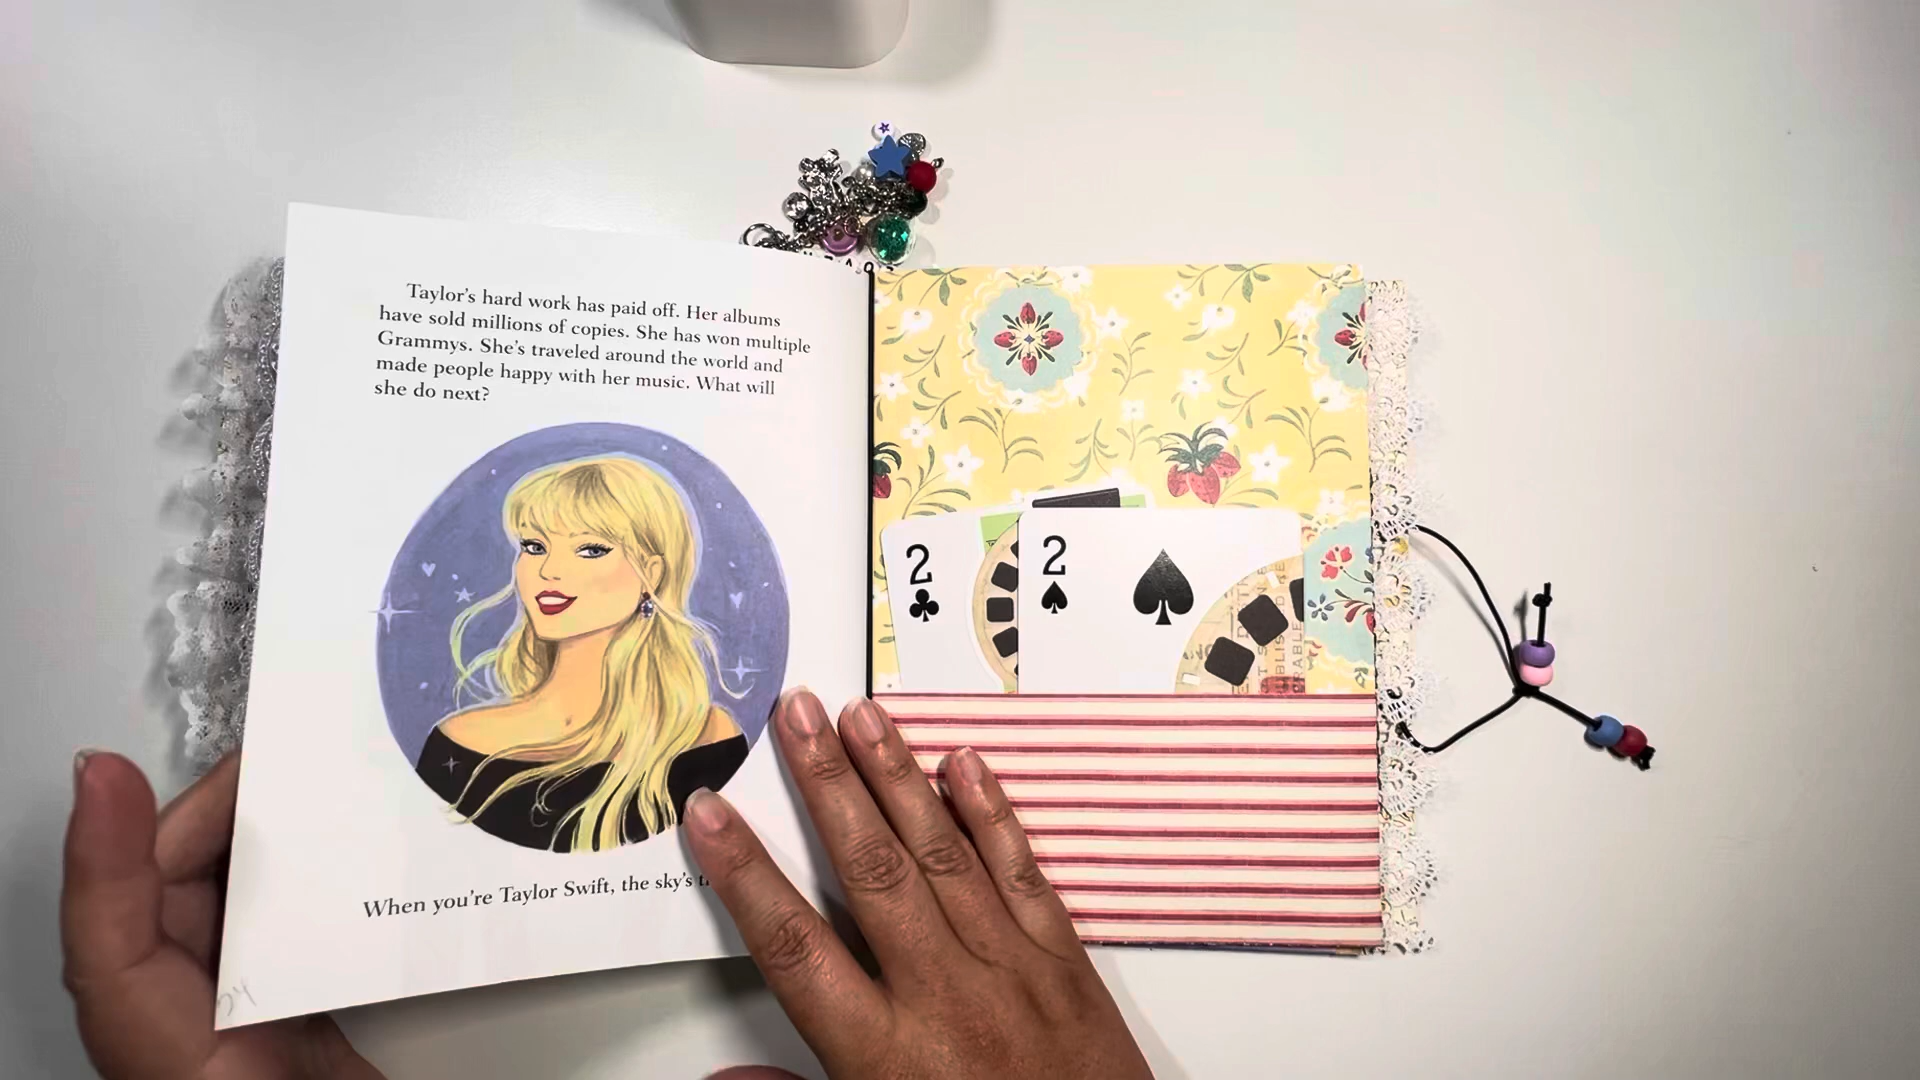 Taylor's hard work has paid off. Her albums
have sold millions of copies. She has won multiple
Grammys. She's traveled around the world and
made people happy with her music. What will
she do next?
When you're Taylor Swift, the sky's
24
2
2